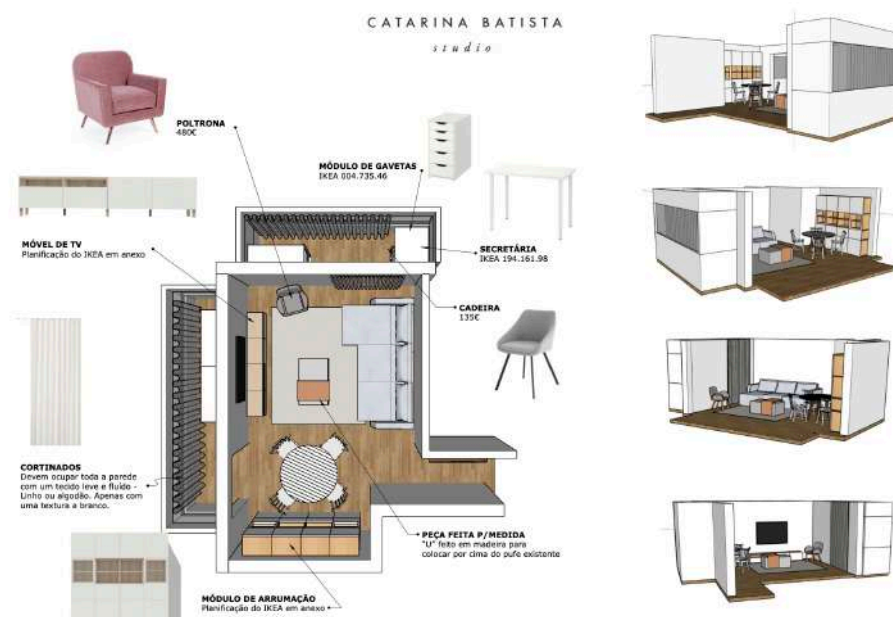 CATARINA BATISTA
studio
POLTRONA
480€
MÓDULO DE GAVETAS
IKEA 004.735.46
MÓVEL DE TV
Planificação do IKEA em anexo
SECRETÁRIA
IKEA 194.161.98
CADEIRA
135€
CORTINADOS
Devem ocupar toda a parede
com um tecido leve e fluído -
Linho ou algodão. Apenas com
uma textura a branco.
PEÇA FEITA P/MEDIDA
"U" feito em madeira para
colocar por cima do pufe existente
MÓDULO DE ARRUMAÇÃO
Planificação do IKEA em anexo